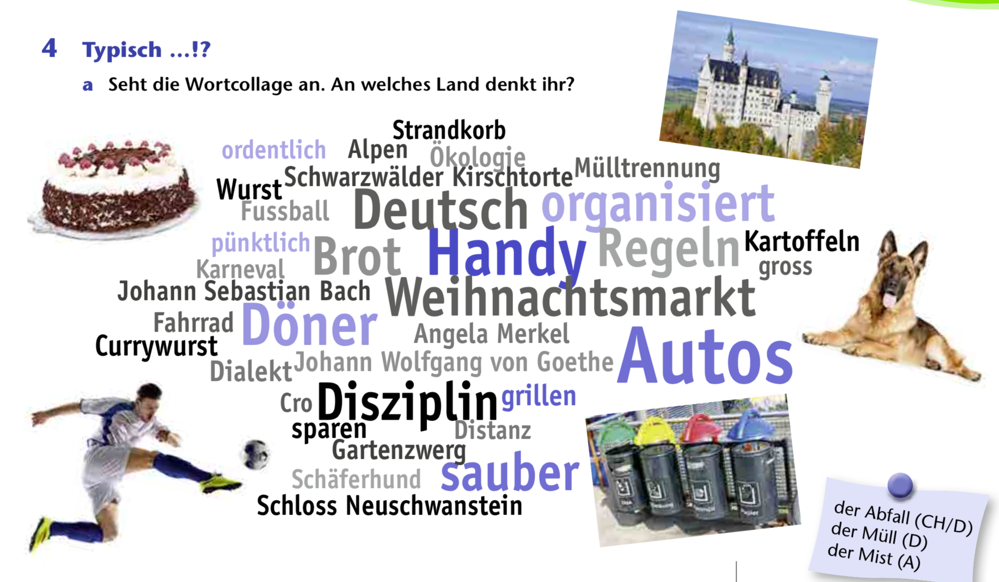 4 Typisch ...!?
a Seht die Wortcollage an. An welches Land denkt ihr?
Strandkorb
ordentlich Alpen Ökologie
Schwarzwälder Kirschtorte Mülltrennung
Wurst
Fussball Deutsch organisiert
pünktlich Brot Handy Regeln Kartoffeln
Karneval gross
Johann Sebastian Bach Weihnachtsmarkt
Fahrrad Döner Angela Merkel
Currywurst Autos
Dialekt Johann Wolfgang von Goethe
Cro Disziplin grillen
sparen Distanz
Gartenzwerg
Schäferhund sauber
Schloss Neuschwanstein
Papier
der Abfall (CH/D)
der Müll (D)
der Mist (A)